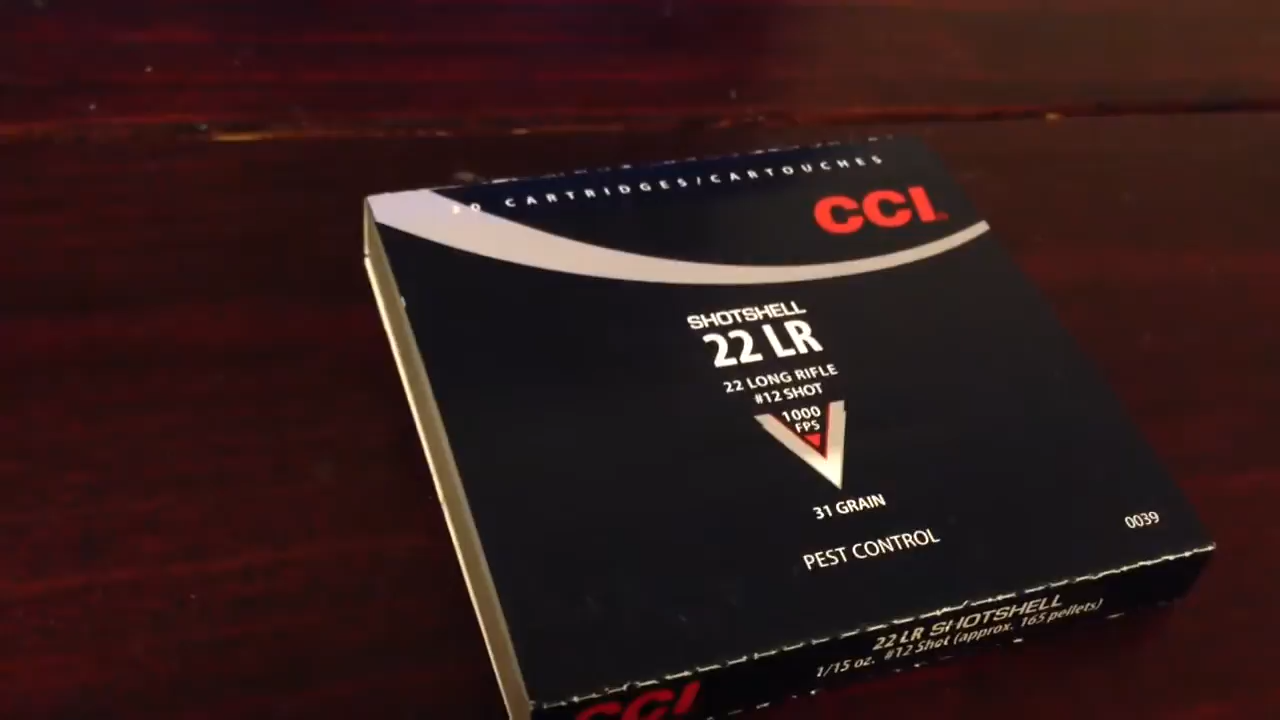 CARTRIDGES/CARTOUCHES
CCI
SHOTSHELL
22 LR
22 LONG RIFLE
#12 SHOT
1000
FPS
31 GRAIN
PEST CONTROL
0039
22 LR SHOTSHELL
1/15 oz. #12 Shot (approx. 165 pellets)
CCI